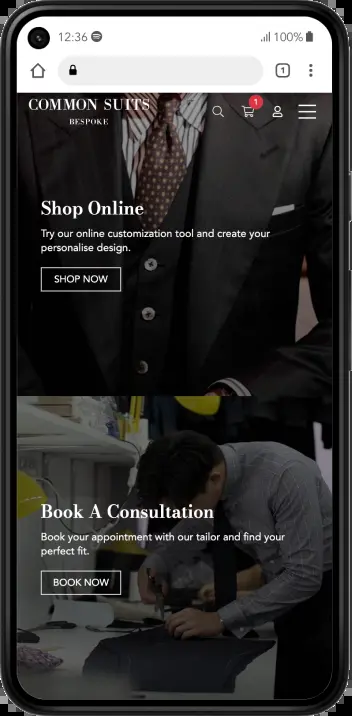 12:36
100%
1
COMMON SUITS
BESPOKE
1
Shop Online
Try our online customization tool and create your
personalise design.
SHOP NOW
Book A Consultation
Book your appointment with our tailor and find your
perfect fit.
BOOK NOW